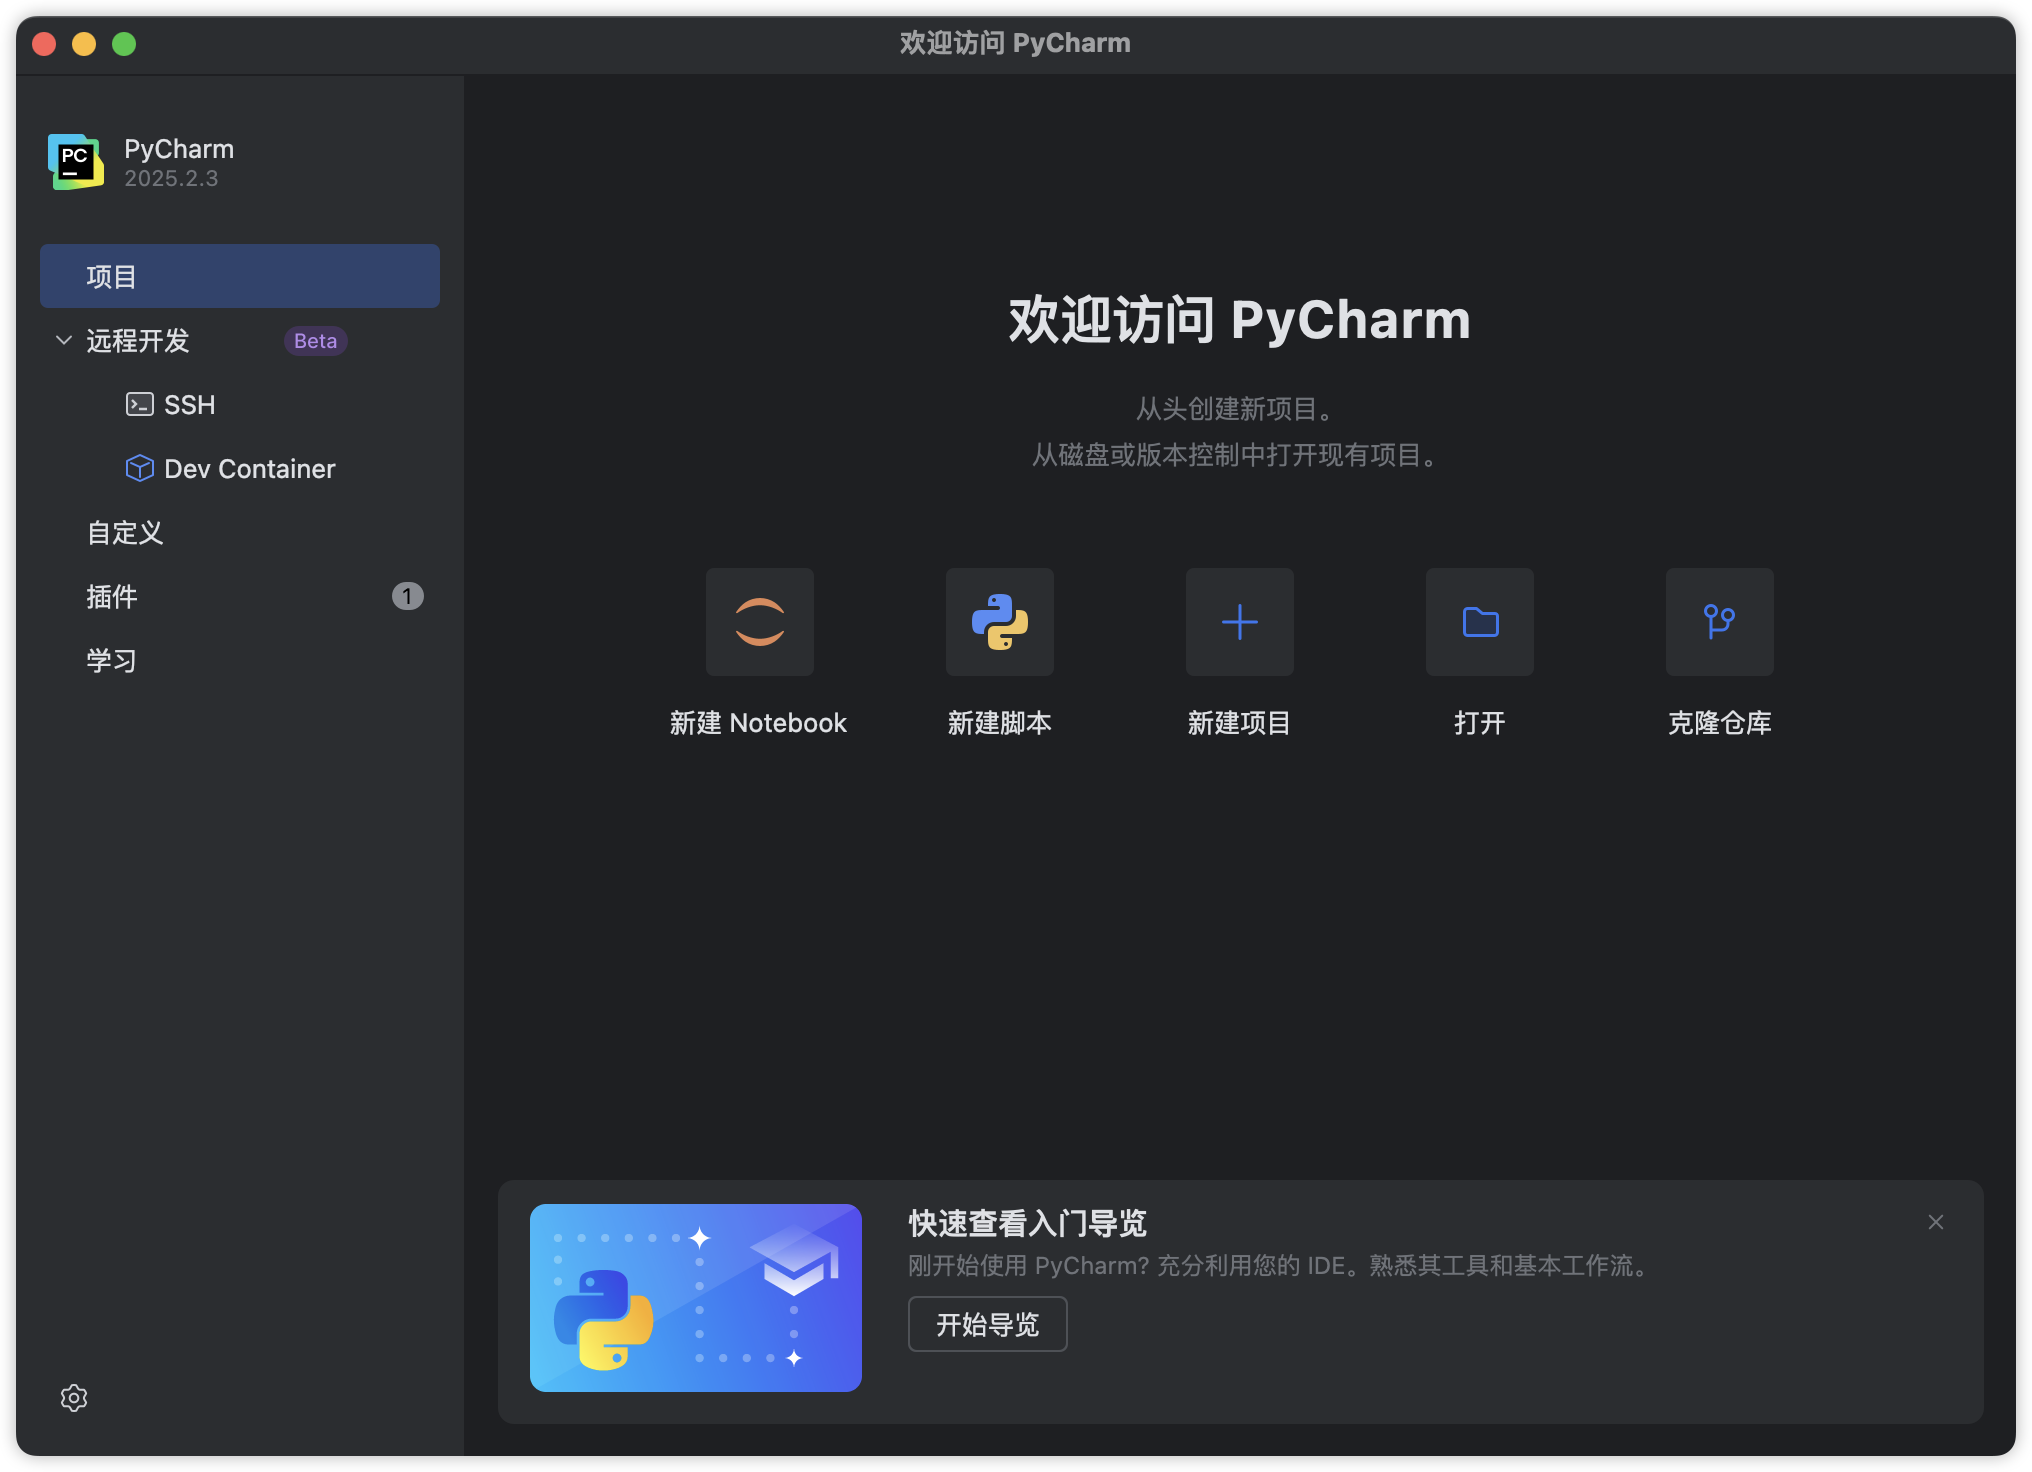 欢迎访问 PyCharm
PC
PyCharm
2025.2.3
项目
远程开发 Beta
SSH
Dev Container
自定义
插件 1
学习
欢迎访问 PyCharm
从头创建新项目。
从磁盘或版本控制中打开现有项目。
新建 Notebook
新建脚本
新建项目
打开
克隆仓库
快速查看入门导览
刚开始使用 PyCharm? 充分利用您的 IDE。熟悉其工具和基本工作流。
开始导览